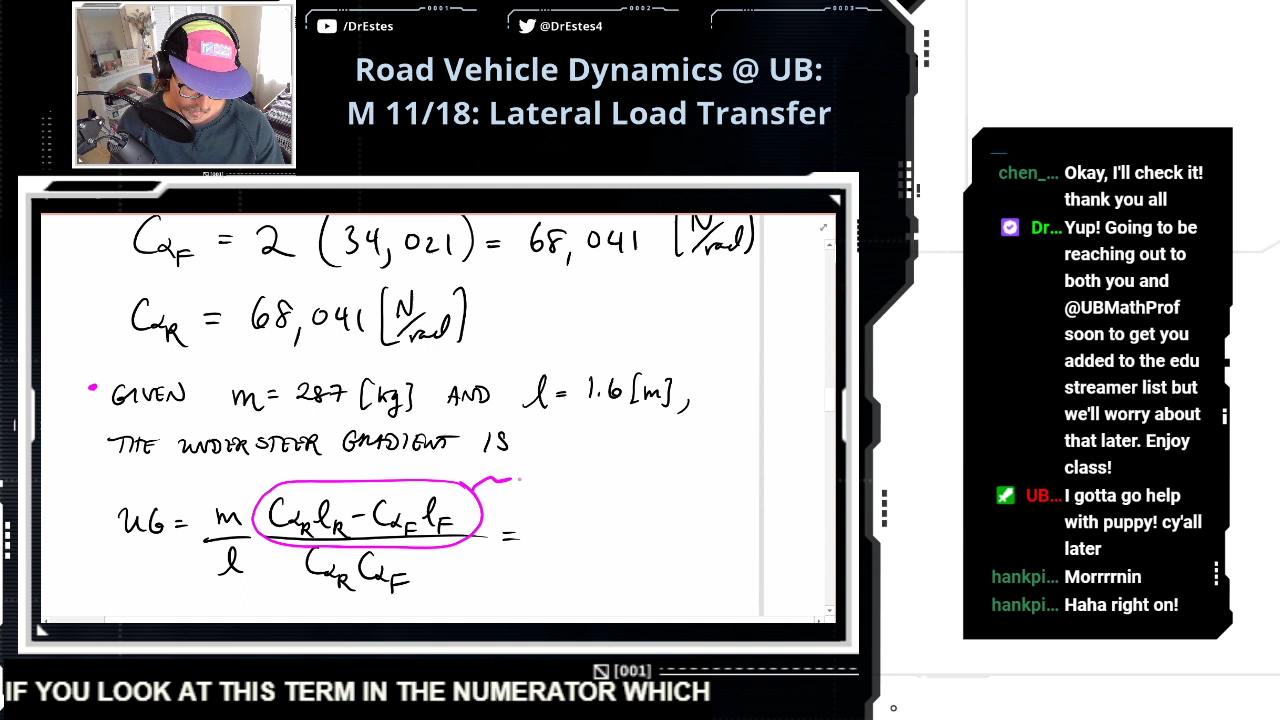 0001
0002
0003
/DrEstes
@DrEstes4
Road Vehicle Dynamics @ UB:
M 11/18: Lateral Load Transfer
[001]
CαF = 2 (34,021) = 68,041 [N/rad]
CαR = 68,041 [N/rad]
• GIVEN m = 287 [kg] AND l = 1.6 [m],
THE UNDERSTEER GRADIENT IS
UG = m/l (CαR lR - CαF lF)/(CαR CαF) =
chen_... Okay, I'll check it!
thank you all
Dr... Yup! Going to be
reaching out to
both you and
@UBMathProf
soon to get you
added to the edu
streamer list but
we'll worry about
that later. Enjoy
class!
UB... I gotta go help
with puppy! cy'all
later
hankpi... Morrrrnin
hankpi... Haha right on!
[001]
IF YOU LOOK AT THIS TERM IN THE NUMERATOR WHICH